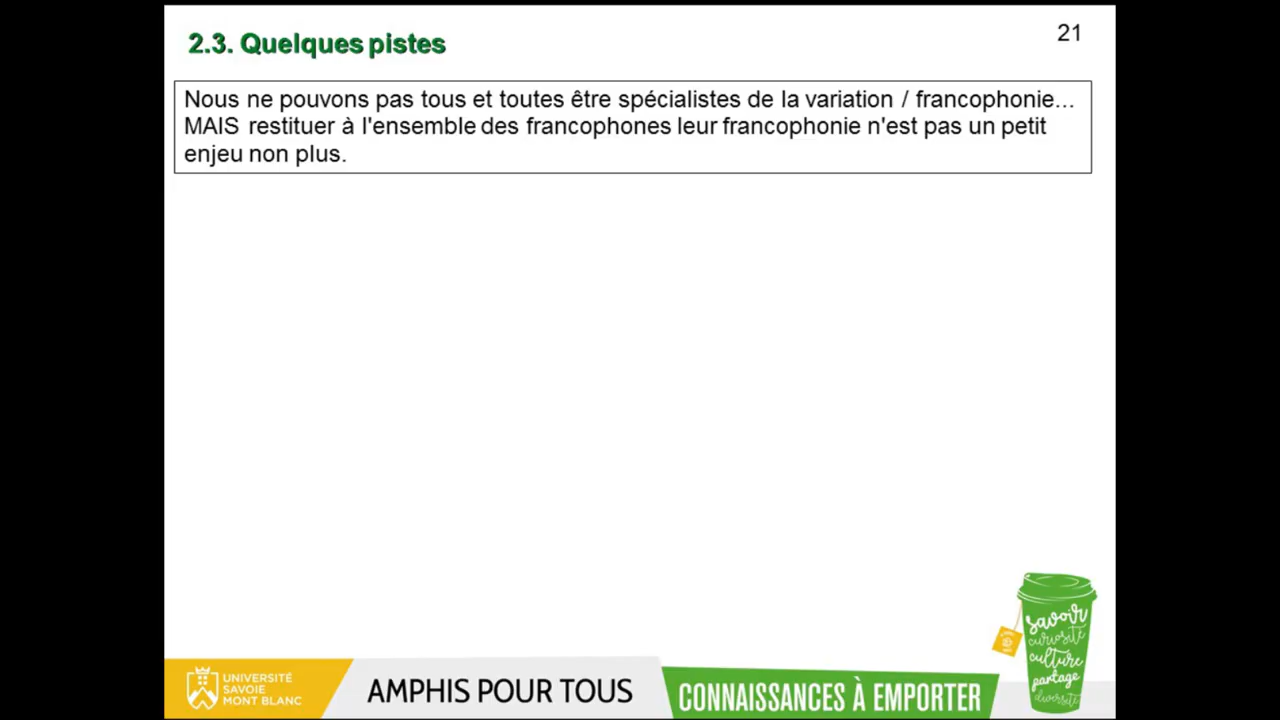 21
2.3. Quelques pistes
Nous ne pouvons pas tous et toutes être spécialistes de la variation / francophonie...
MAIS restituer à l'ensemble des francophones leur francophonie n'est pas un petit
enjeu non plus.
savoir
curiosité
culture
partage
diversité
UNIVERSITÉ
SAVOIE
MONT BLANC
AMPHIS POUR TOUS
CONNAISSANCES À EMPORTER